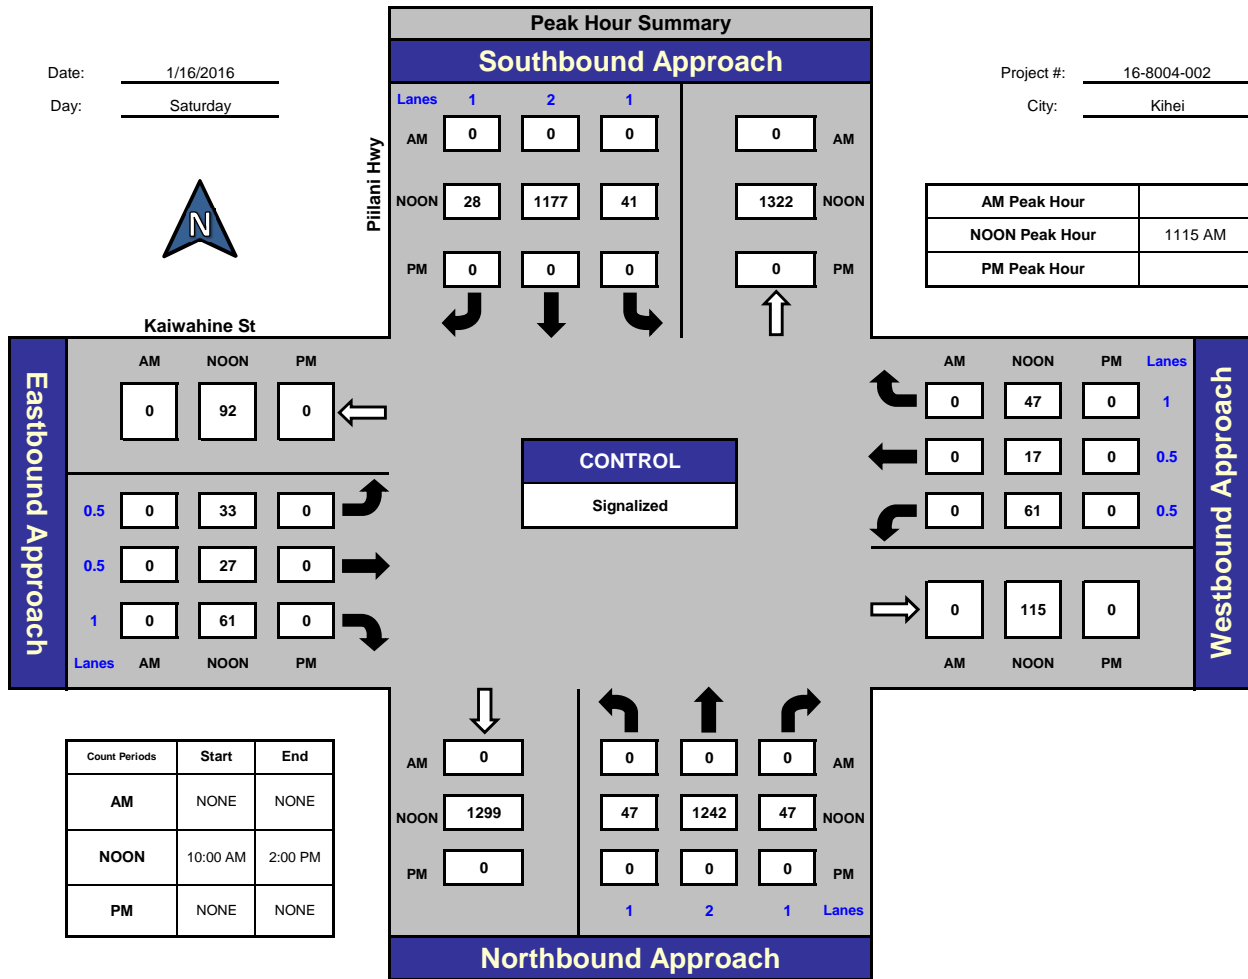 Peak Hour Summary
Southbound Approach
Date: 1/16/2016
Project #: 16-8004-002
Day: Saturday
City: Kihei
Lanes 1 2 1
AM 0 0 0 0 AM
Piilani Hwy
NOON 28 1177 41 1322 NOON
PM 0 0 0 0 PM
N
AM Peak Hour
NOON Peak Hour 1115 AM
PM Peak Hour
Kaiwahine St
Eastbound Approach
AM NOON PM
0 92 0
0.5 0 33 0
0.5 0 27 0
1 0 61 0
Lanes AM NOON PM
CONTROL
Signalized
AM NOON PM Lanes
0 47 0 1
0 17 0 0.5
0 61 0 0.5
0 115 0
AM NOON PM
Westbound Approach
Count Periods Start End
AM NONE NONE
NOON 10:00 AM 2:00 PM
PM NONE NONE
AM 0 0 0 0 AM
NOON 1299 47 1242 47 NOON
PM 0 0 0 0 PM
1 2 1 Lanes
Northbound Approach